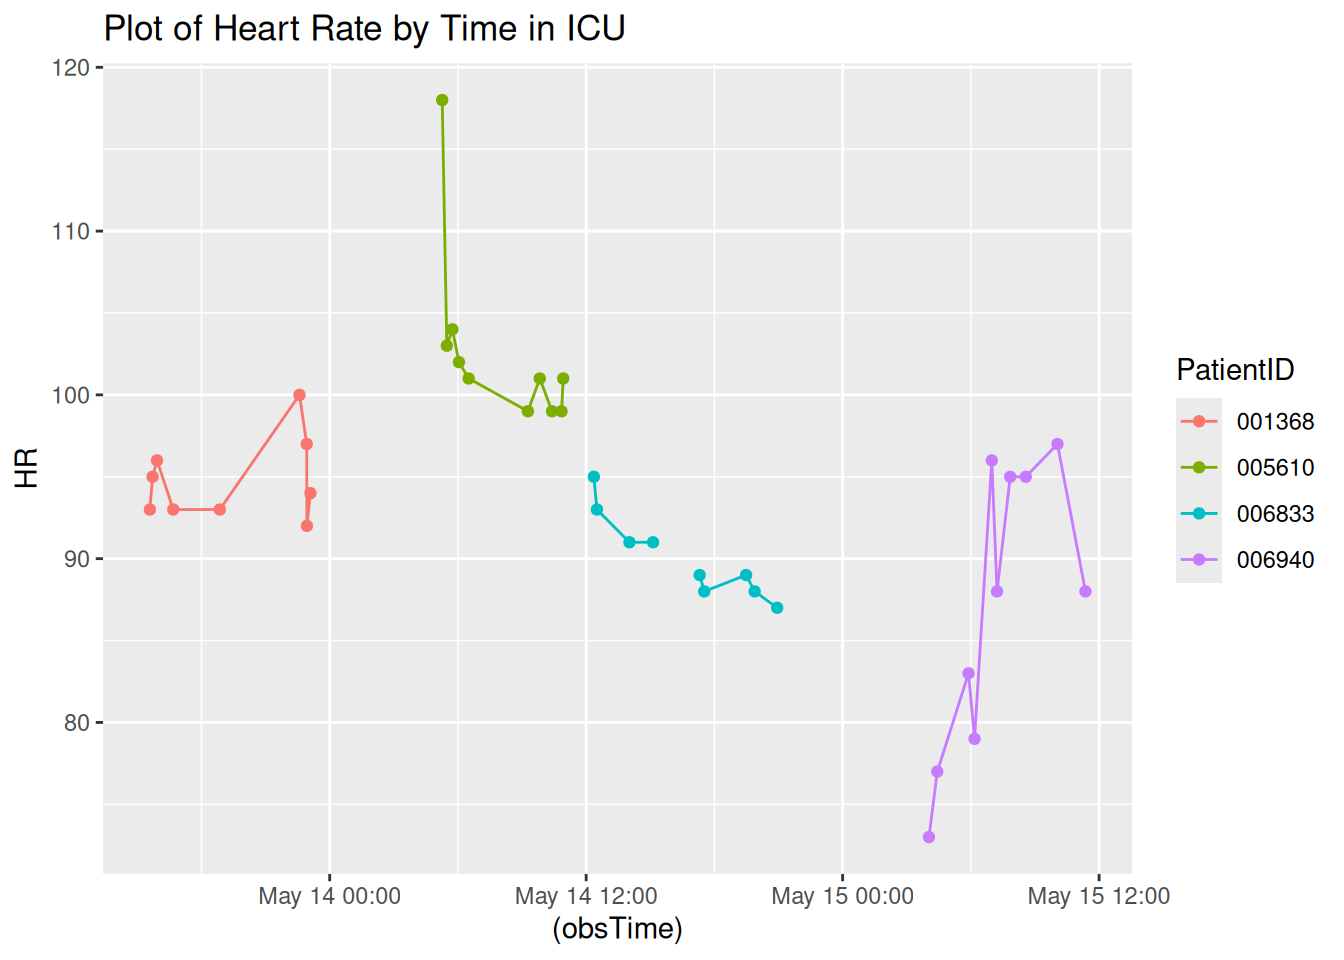 Plot of Heart Rate by Time in ICU
120
110
100
90
80
HR
May 14 00:00
May 14 12:00
May 15 00:00
May 15 12:00
(obsTime)
PatientID
001368
005610
006833
006940